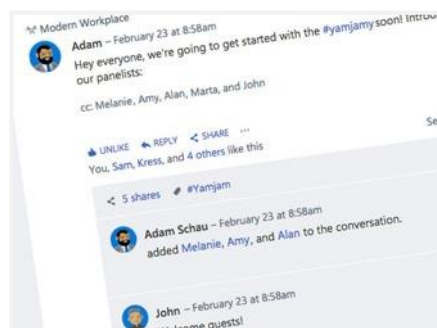 Modern Workplace
Adam – February 23 at 8:58am
Hey everyone, we're going to get started with the #yamjamy soon!
our panelists:
cc: Melanie, Amy, Alan, Marta, and John
UNLIKE REPLY SHARE ...
You, Sam, Kress, and 4 others like this
5 shares #Yamjam
Adam Schau – February 23 at 8:58am
added Melanie, Amy, and Alan to the conversation.
John – February 23 at 8:58am
Welcome guests!